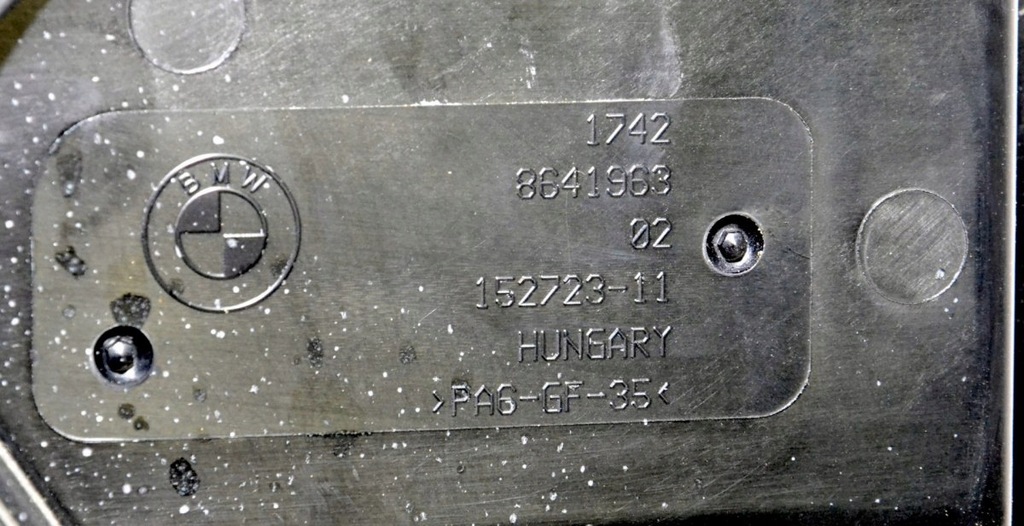 BMW
1742
8641963
02
152723-11
HUNGARY
>PA6-GF-35<